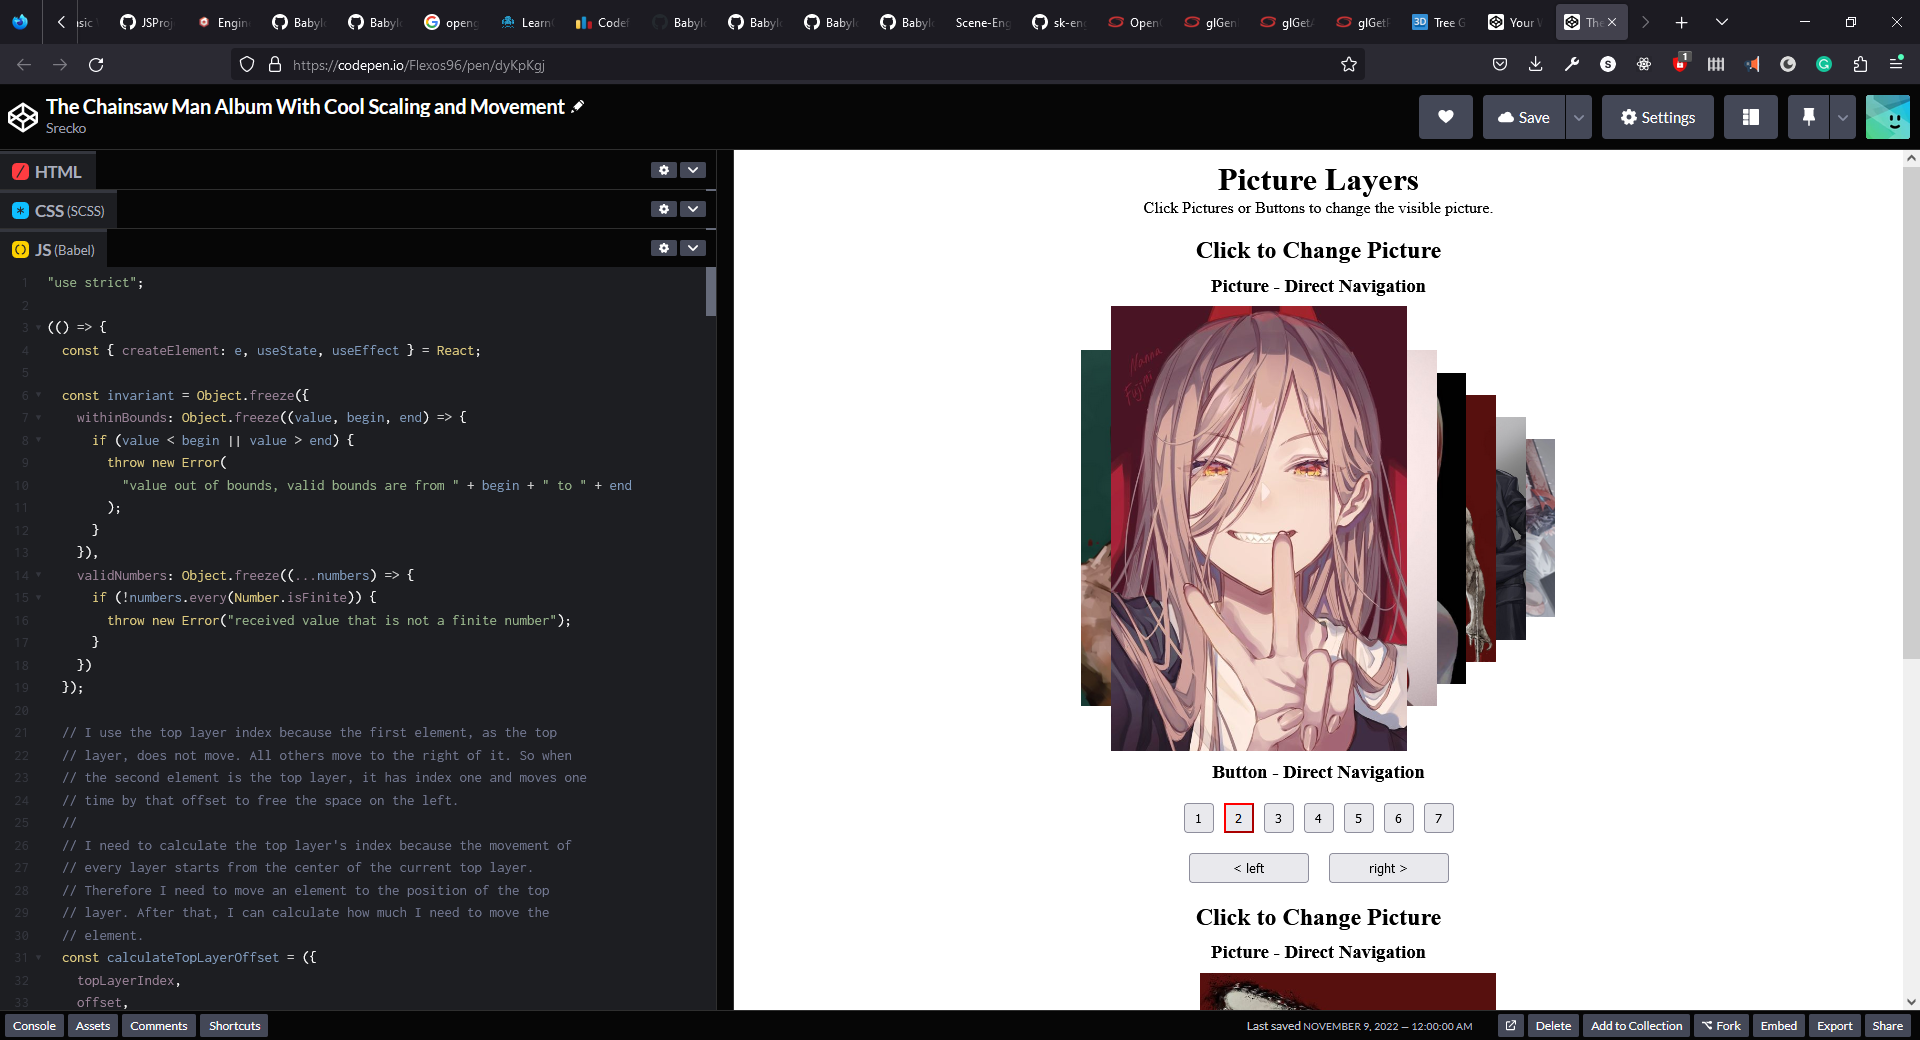 JSProj
Engin
Babyl
Babyl
openg
Learn
Codef
Babyl
Babyl
Babyl
Babyl
Scene-Eng
sk-eng
Open
glGen
glGet
glGetP
3D Tree G
Your W
The
https://codepen.io/Flexos96/pen/dyKpKgj
The Chainsaw Man Album With Cool Scaling and Movement
Srecko
Save
Settings
HTML
CSS (SCSS)
JS (Babel)
1 "use strict";
2
3 (() => {
4 const { createElement: e, useState, useEffect } = React;
5
6 const invariant = Object.freeze({
7 withinBounds: Object.freeze((value, begin, end) => {
8 if (value < begin || value > end) {
9 throw new Error(
10 "value out of bounds, valid bounds are from " + begin + " to " + end
11 );
12 }
13 }),
14 validNumbers: Object.freeze((...numbers) => {
15 if (!numbers.every(Number.isFinite)) {
16 throw new Error("received value that is not a finite number");
17 }
18 })
19 });
20
21 // I use the top layer index because the first element, as the top
22 // layer, does not move. All others move to the right of it. So when
23 // the second element is the top layer, it has index one and moves one
24 // time by that offset to free the space on the left.
25 //
26 // I need to calculate the top layer's index because the movement of
27 // every layer starts from the center of the current top layer.
28 // Therefore I need to move an element to the position of the top
29 // layer. After that, I can calculate how much I need to move the
30 // element.
31 const calculateTopLayerOffset = ({
32 topLayerIndex,
33 offset,
Picture Layers
Click Pictures or Buttons to change the visible picture.
Click to Change Picture
Picture - Direct Navigation
Nanna
Fujimi
Button - Direct Navigation
1 2 3 4 5 6 7
< left right >
Click to Change Picture
Picture - Direct Navigation
Console Assets Comments Shortcuts
Last saved NOVEMBER 9, 2022 — 12:00:00 AM
Delete Add to Collection Fork Embed Export Share